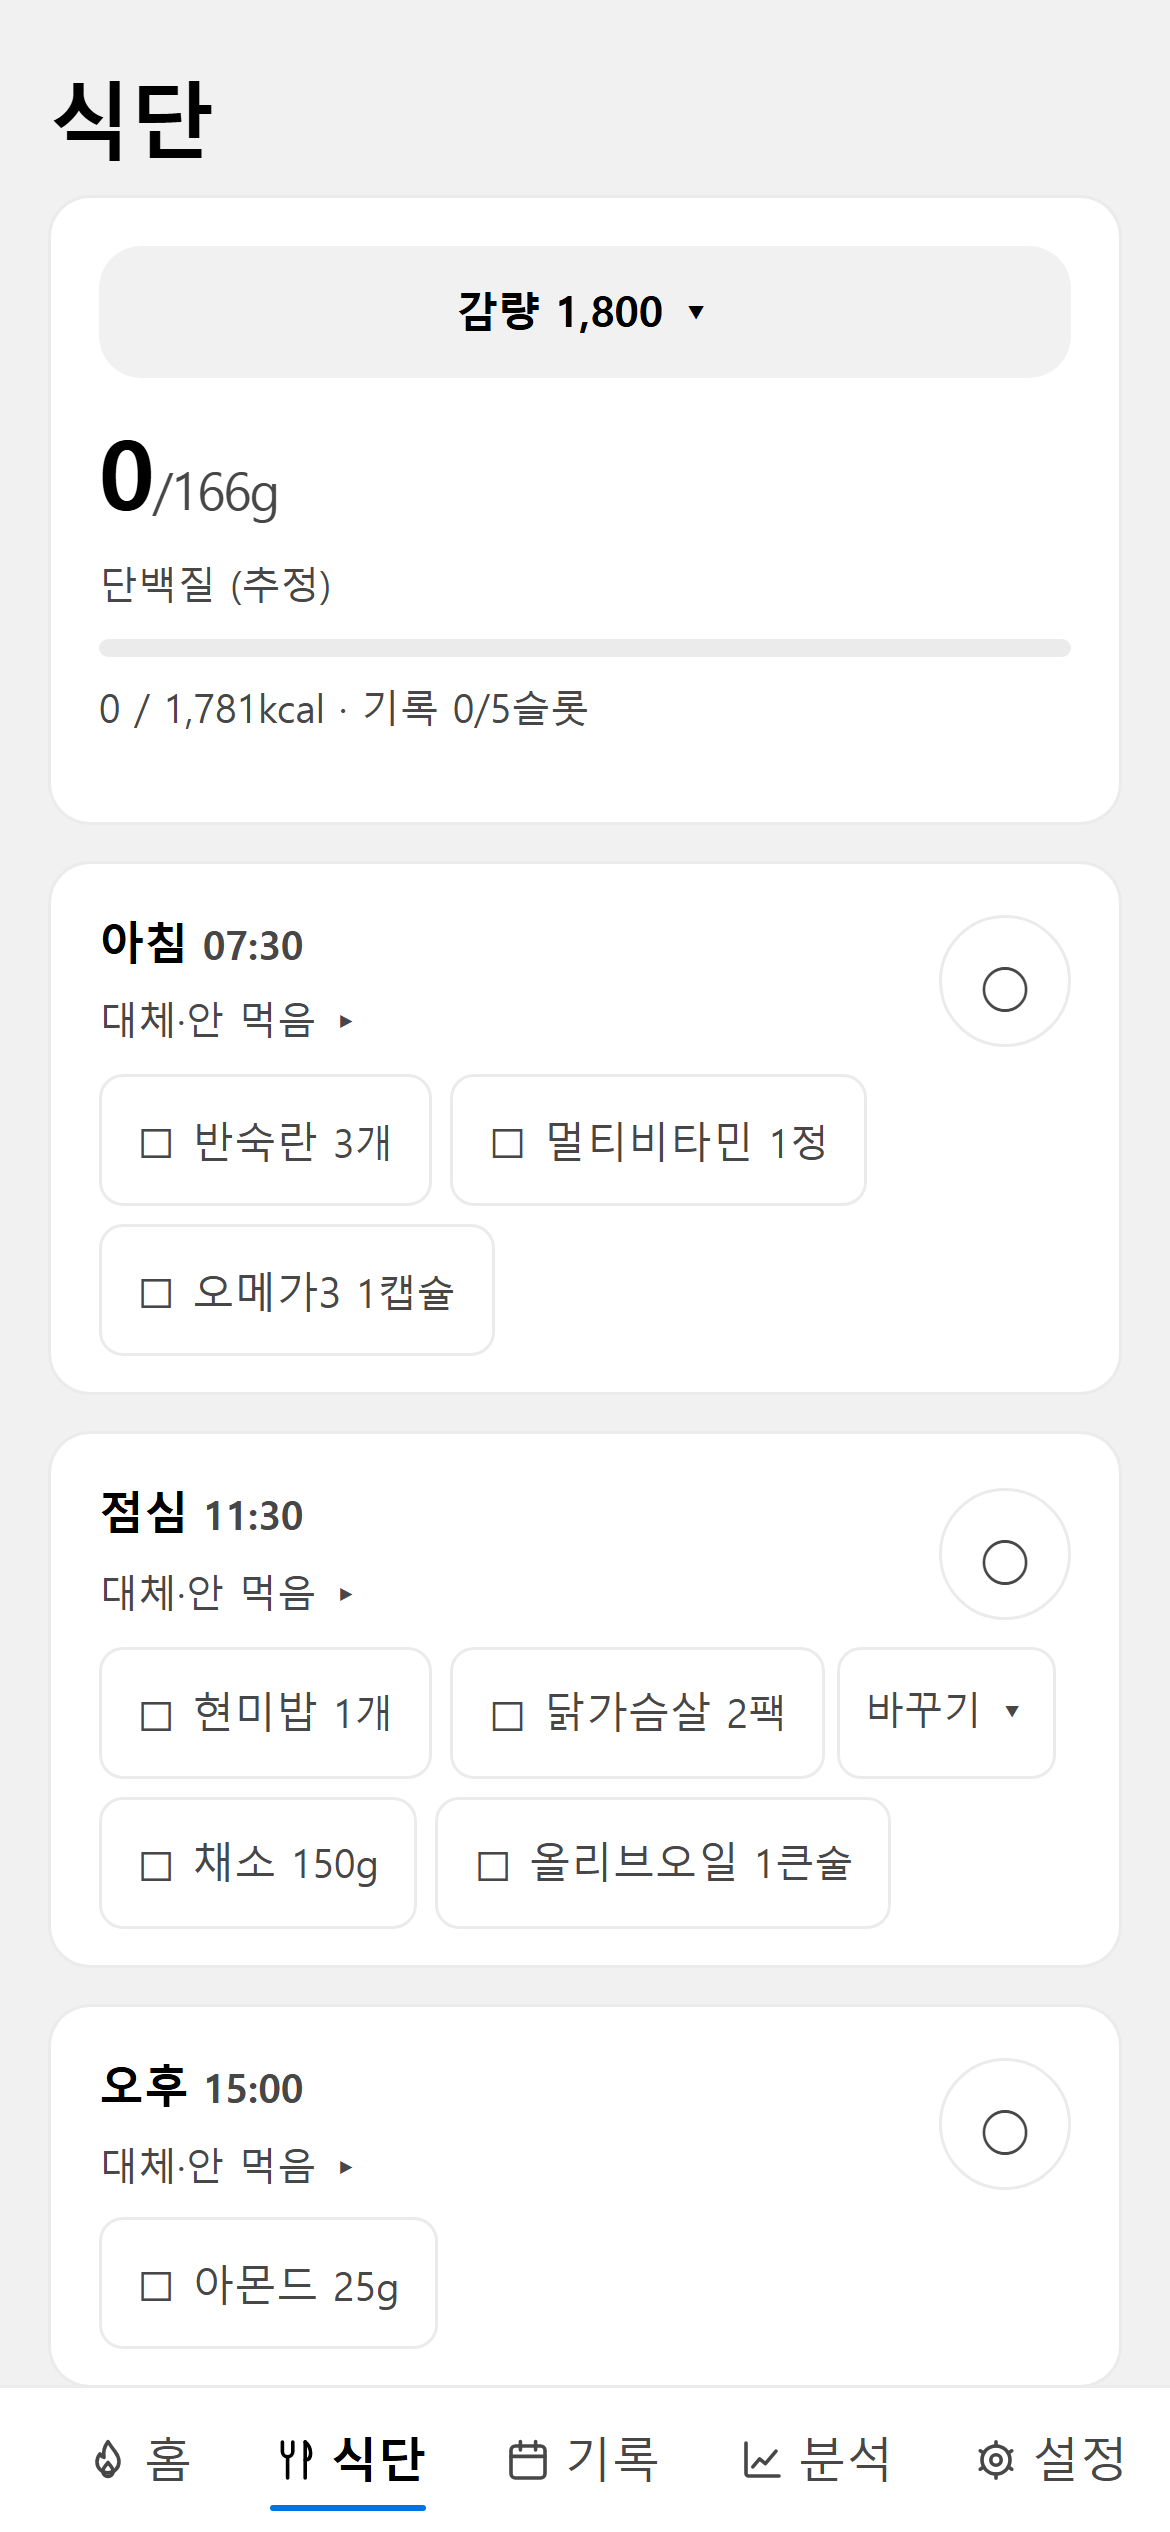 식단
감량 1,800 ▼
0/166g
단백질 (추정)
0 / 1,781kcal · 기록 0/5슬롯
아침 07:30
대체·안 먹음 ▸
○
□ 반숙란 3개
□ 멀티비타민 1정
□ 오메가3 1캡슐
점심 11:30
대체·안 먹음 ▸
○
□ 현미밥 1개
□ 닭가슴살 2팩
바꾸기 ▼
□ 채소 150g
□ 올리브오일 1큰술
오후 15:00
대체·안 먹음 ▸
○
□ 아몬드 25g
홈
식단
기록
분석
설정